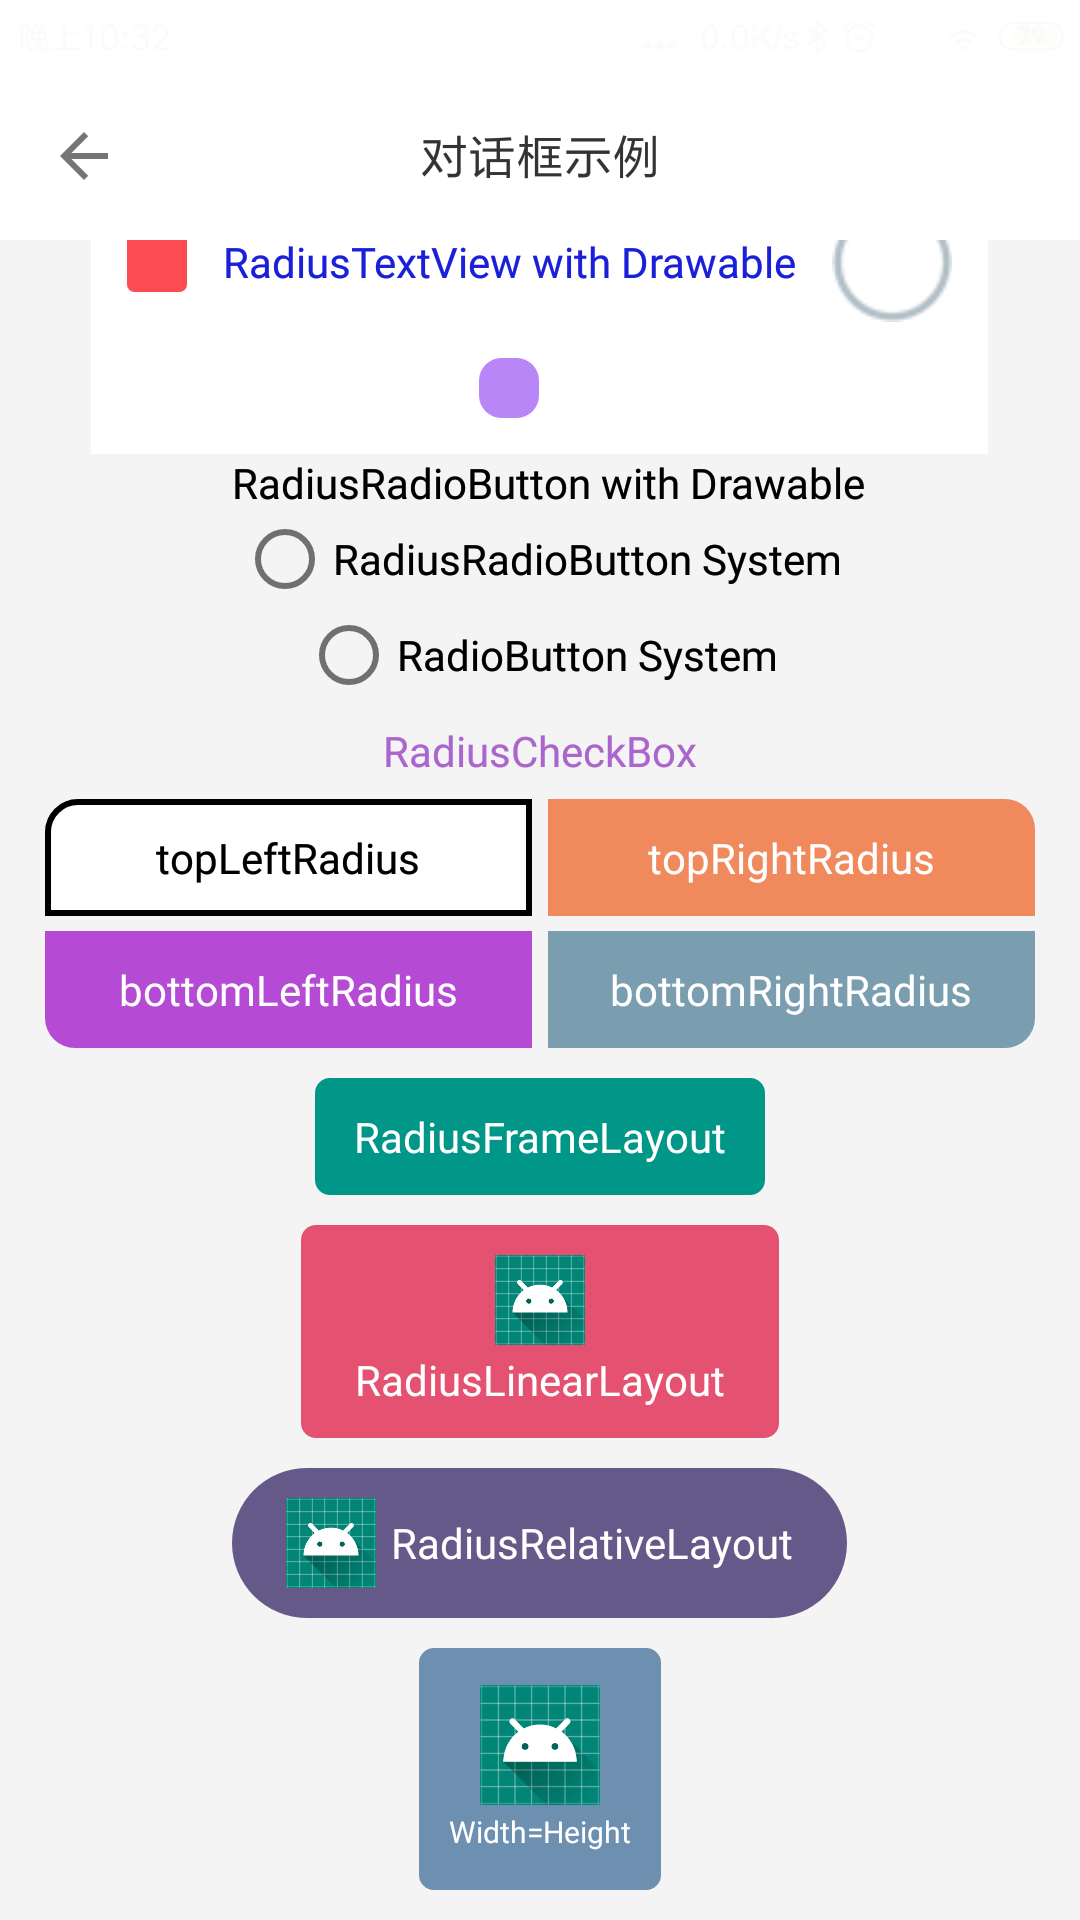 晚上10:32 ... 0.0K/s 79
对话框示例
RadiusTextView with Drawable
RadiusRadioButton with Drawable
RadiusRadioButton System
RadioButton System
RadiusCheckBox
topLeftRadius topRightRadius
bottomLeftRadius bottomRightRadius
RadiusFrameLayout
RadiusLinearLayout
RadiusRelativeLayout
Width=Height